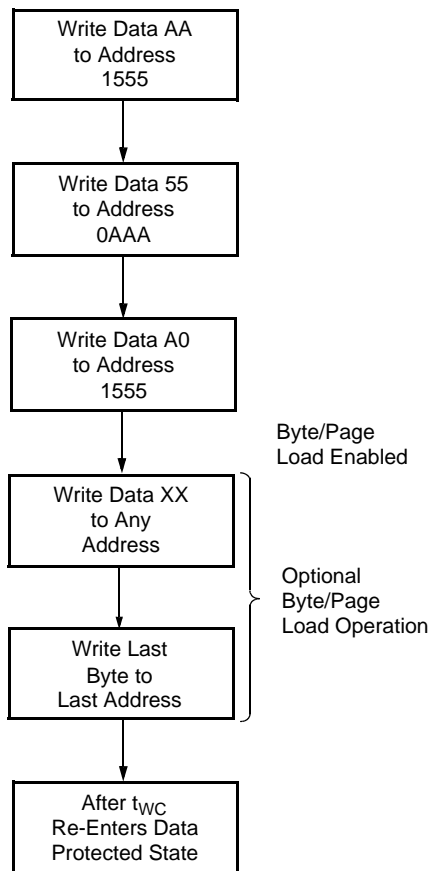 Write Data AA
to Address
1555
Write Data 55
to Address
0AAA
Write Data A0
to Address
1555
Byte/Page
Load Enabled
Write Data XX
to Any
Address
Optional
Byte/Page
Load Operation
Write Last
Byte to
Last Address
After tWC
Re-Enters Data
Protected State